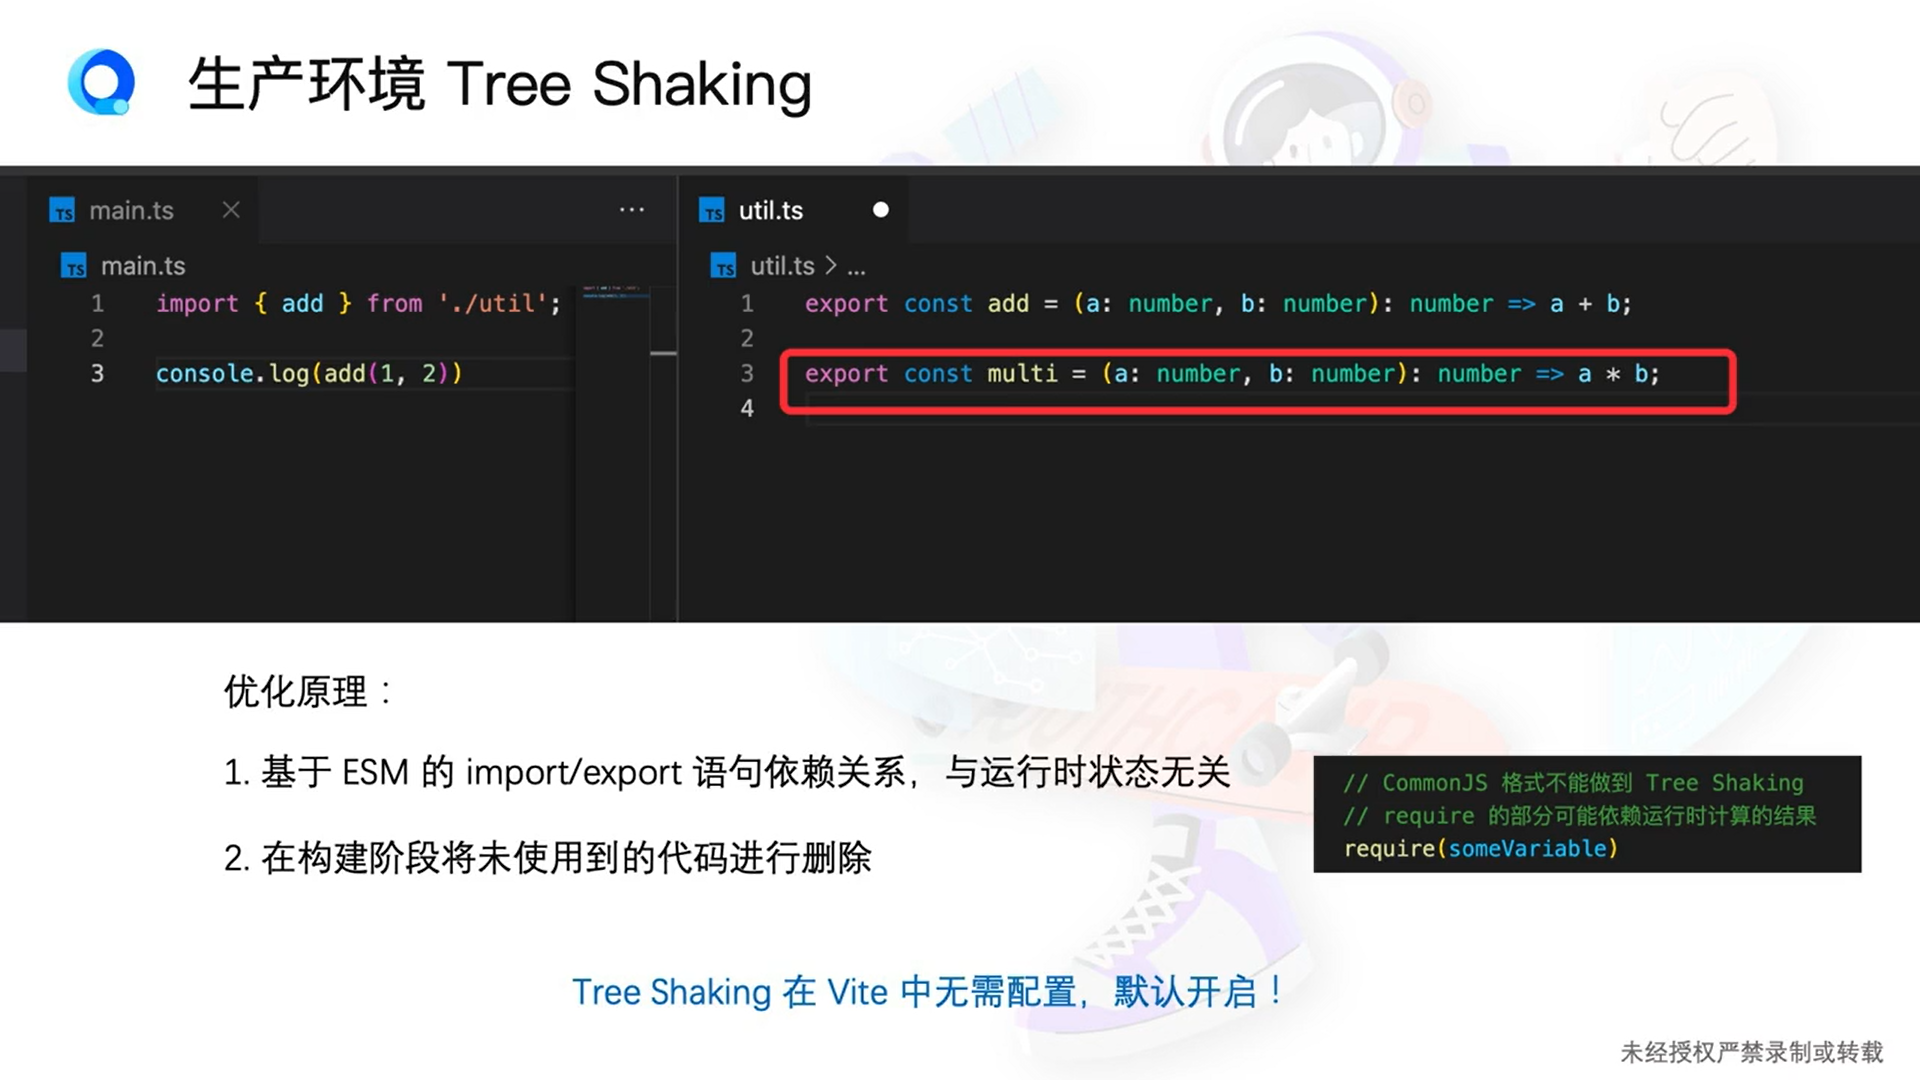 生产环境 Tree Shaking
main.ts
util.ts
main.ts
1 import { add } from './util';
2
3 console.log(add(1, 2))
util.ts > ...
1 export const add = (a: number, b: number): number => a + b;
2
3 export const multi = (a: number, b: number): number => a * b;
4
优化原理：
1. 基于 ESM 的 import/export 语句依赖关系，与运行时状态无关
2. 在构建阶段将未使用到的代码进行删除
// CommonJS 格式不能做到 Tree Shaking
// require 的部分可能依赖运行时计算的结果
require(someVariable)
Tree Shaking 在 Vite 中无需配置，默认开启！
未经授权严禁录制或转载